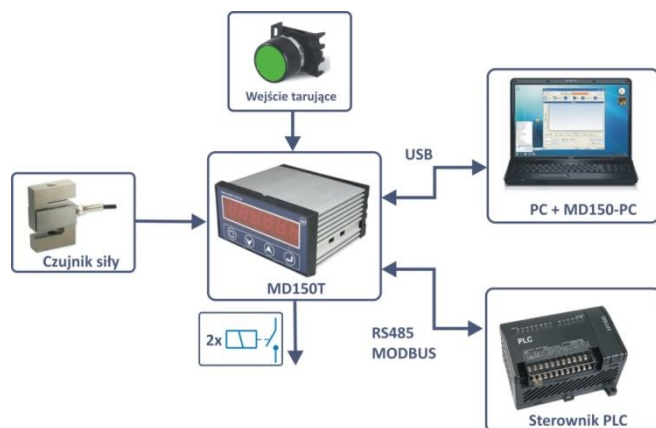 Wejście tarujące
USB
PC + MD150-PC
Czujnik siły
MD150T
2x
RS485
MODBUS
PLC
Sterownik PLC